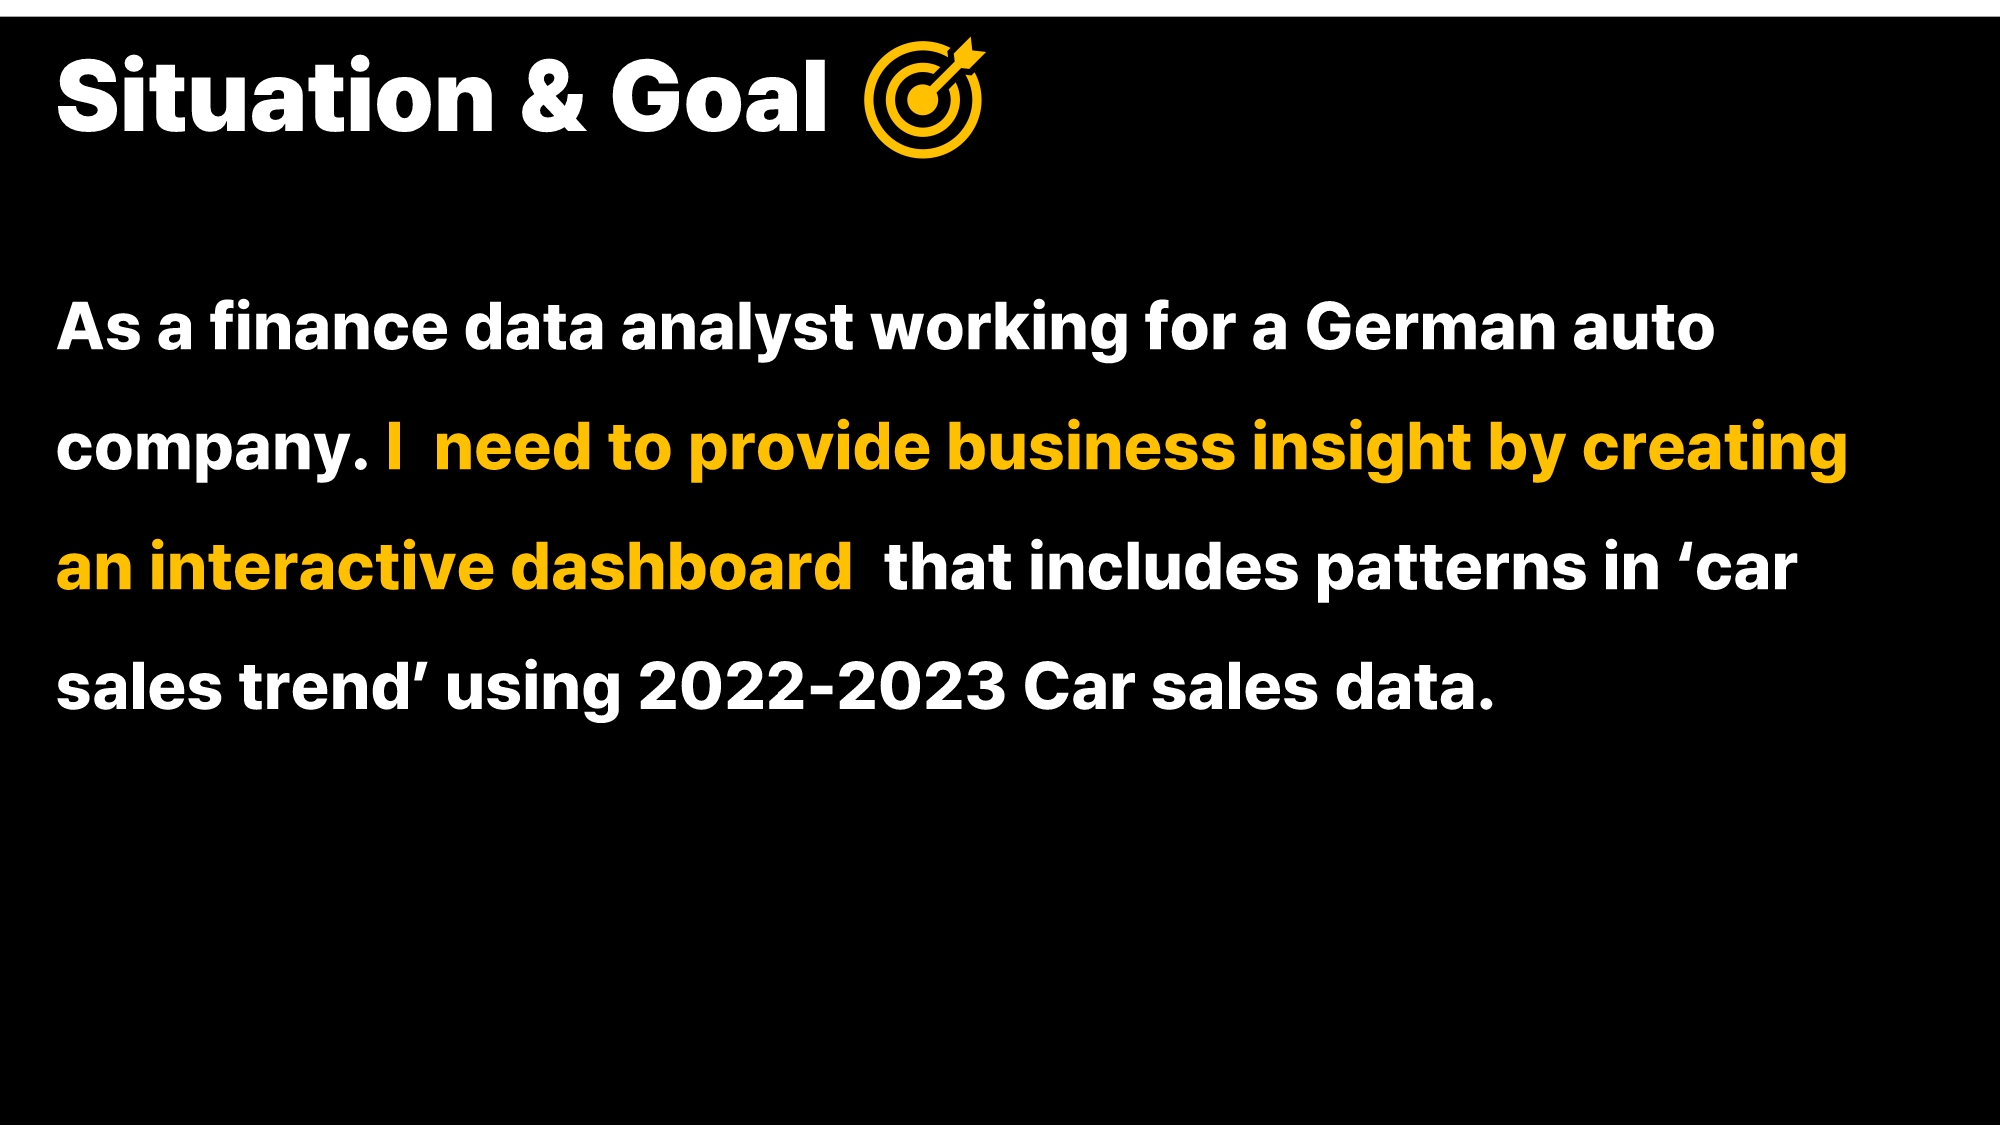 Situation & Goal
As a finance data analyst working for a German auto
company. I  need to provide business insight by creating
an interactive dashboard  that includes patterns in ‘car
sales trend’ using 2022-2023 Car sales data.